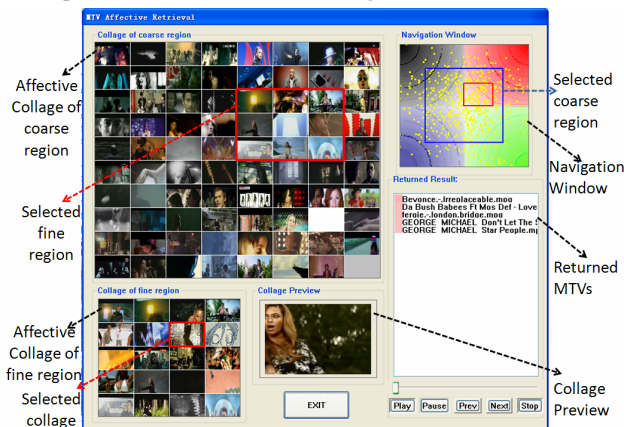 MTV Affective Retrieval
Collage of coarse region
Navigation Window
Affective
Collage of
coarse
region
Selected
coarse
region
Navigation
Window
Returned Result:
Beyonce.-.Irreplaceable.mpg
Da Bush Babees Ft Mos Def - Love
fergie.-.london.bridge.mpg
GEORGE MICHAEL Don't Let The S
GEORGE MICHAEL Star People.mp
Selected
fine
region
Returned
MTVs
Collage of fine region
Collage Preview
Affective
Collage of
fine region
Selected
collage
Collage
Preview
EXIT
Play Pause Prev Next Stop